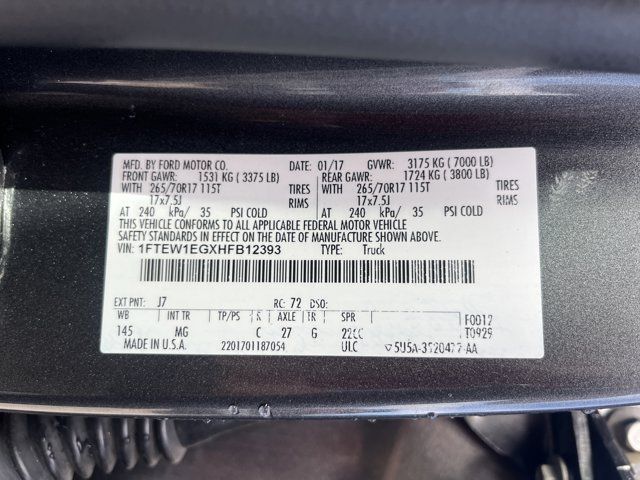 MFD. BY FORD MOTOR CO. DATE: 01/17 GVWR: 3175 KG ( 7000 LB)
FRONT GAWR: 1531 KG ( 3375 LB) REAR GAWR: 1724 KG ( 3800 LB)
WITH 265/70R17 115T TIRES WITH 265/70R17 115T TIRES
17x7.5J RIMS 17x7.5J RIMS
AT 240 kPa/ 35 PSI COLD AT 240 kPa/ 35 PSI COLD
THIS VEHICLE CONFORMS TO ALL APPLICABLE FEDERAL MOTOR VEHICLE
SAFETY STANDARDS IN EFFECT ON THE DATE OF MANUFACTURE SHOWN ABOVE.
VIN: 1FTEW1EGXHFB12393 TYPE: Truck
EXT PNT: J7 RC: 72 DSO:
WB INT TR TP/PS R AXLE TR SPR F0012
145 MG C 27 G 22CC T0929
MADE IN U.S.A. 2201701187054 ULC